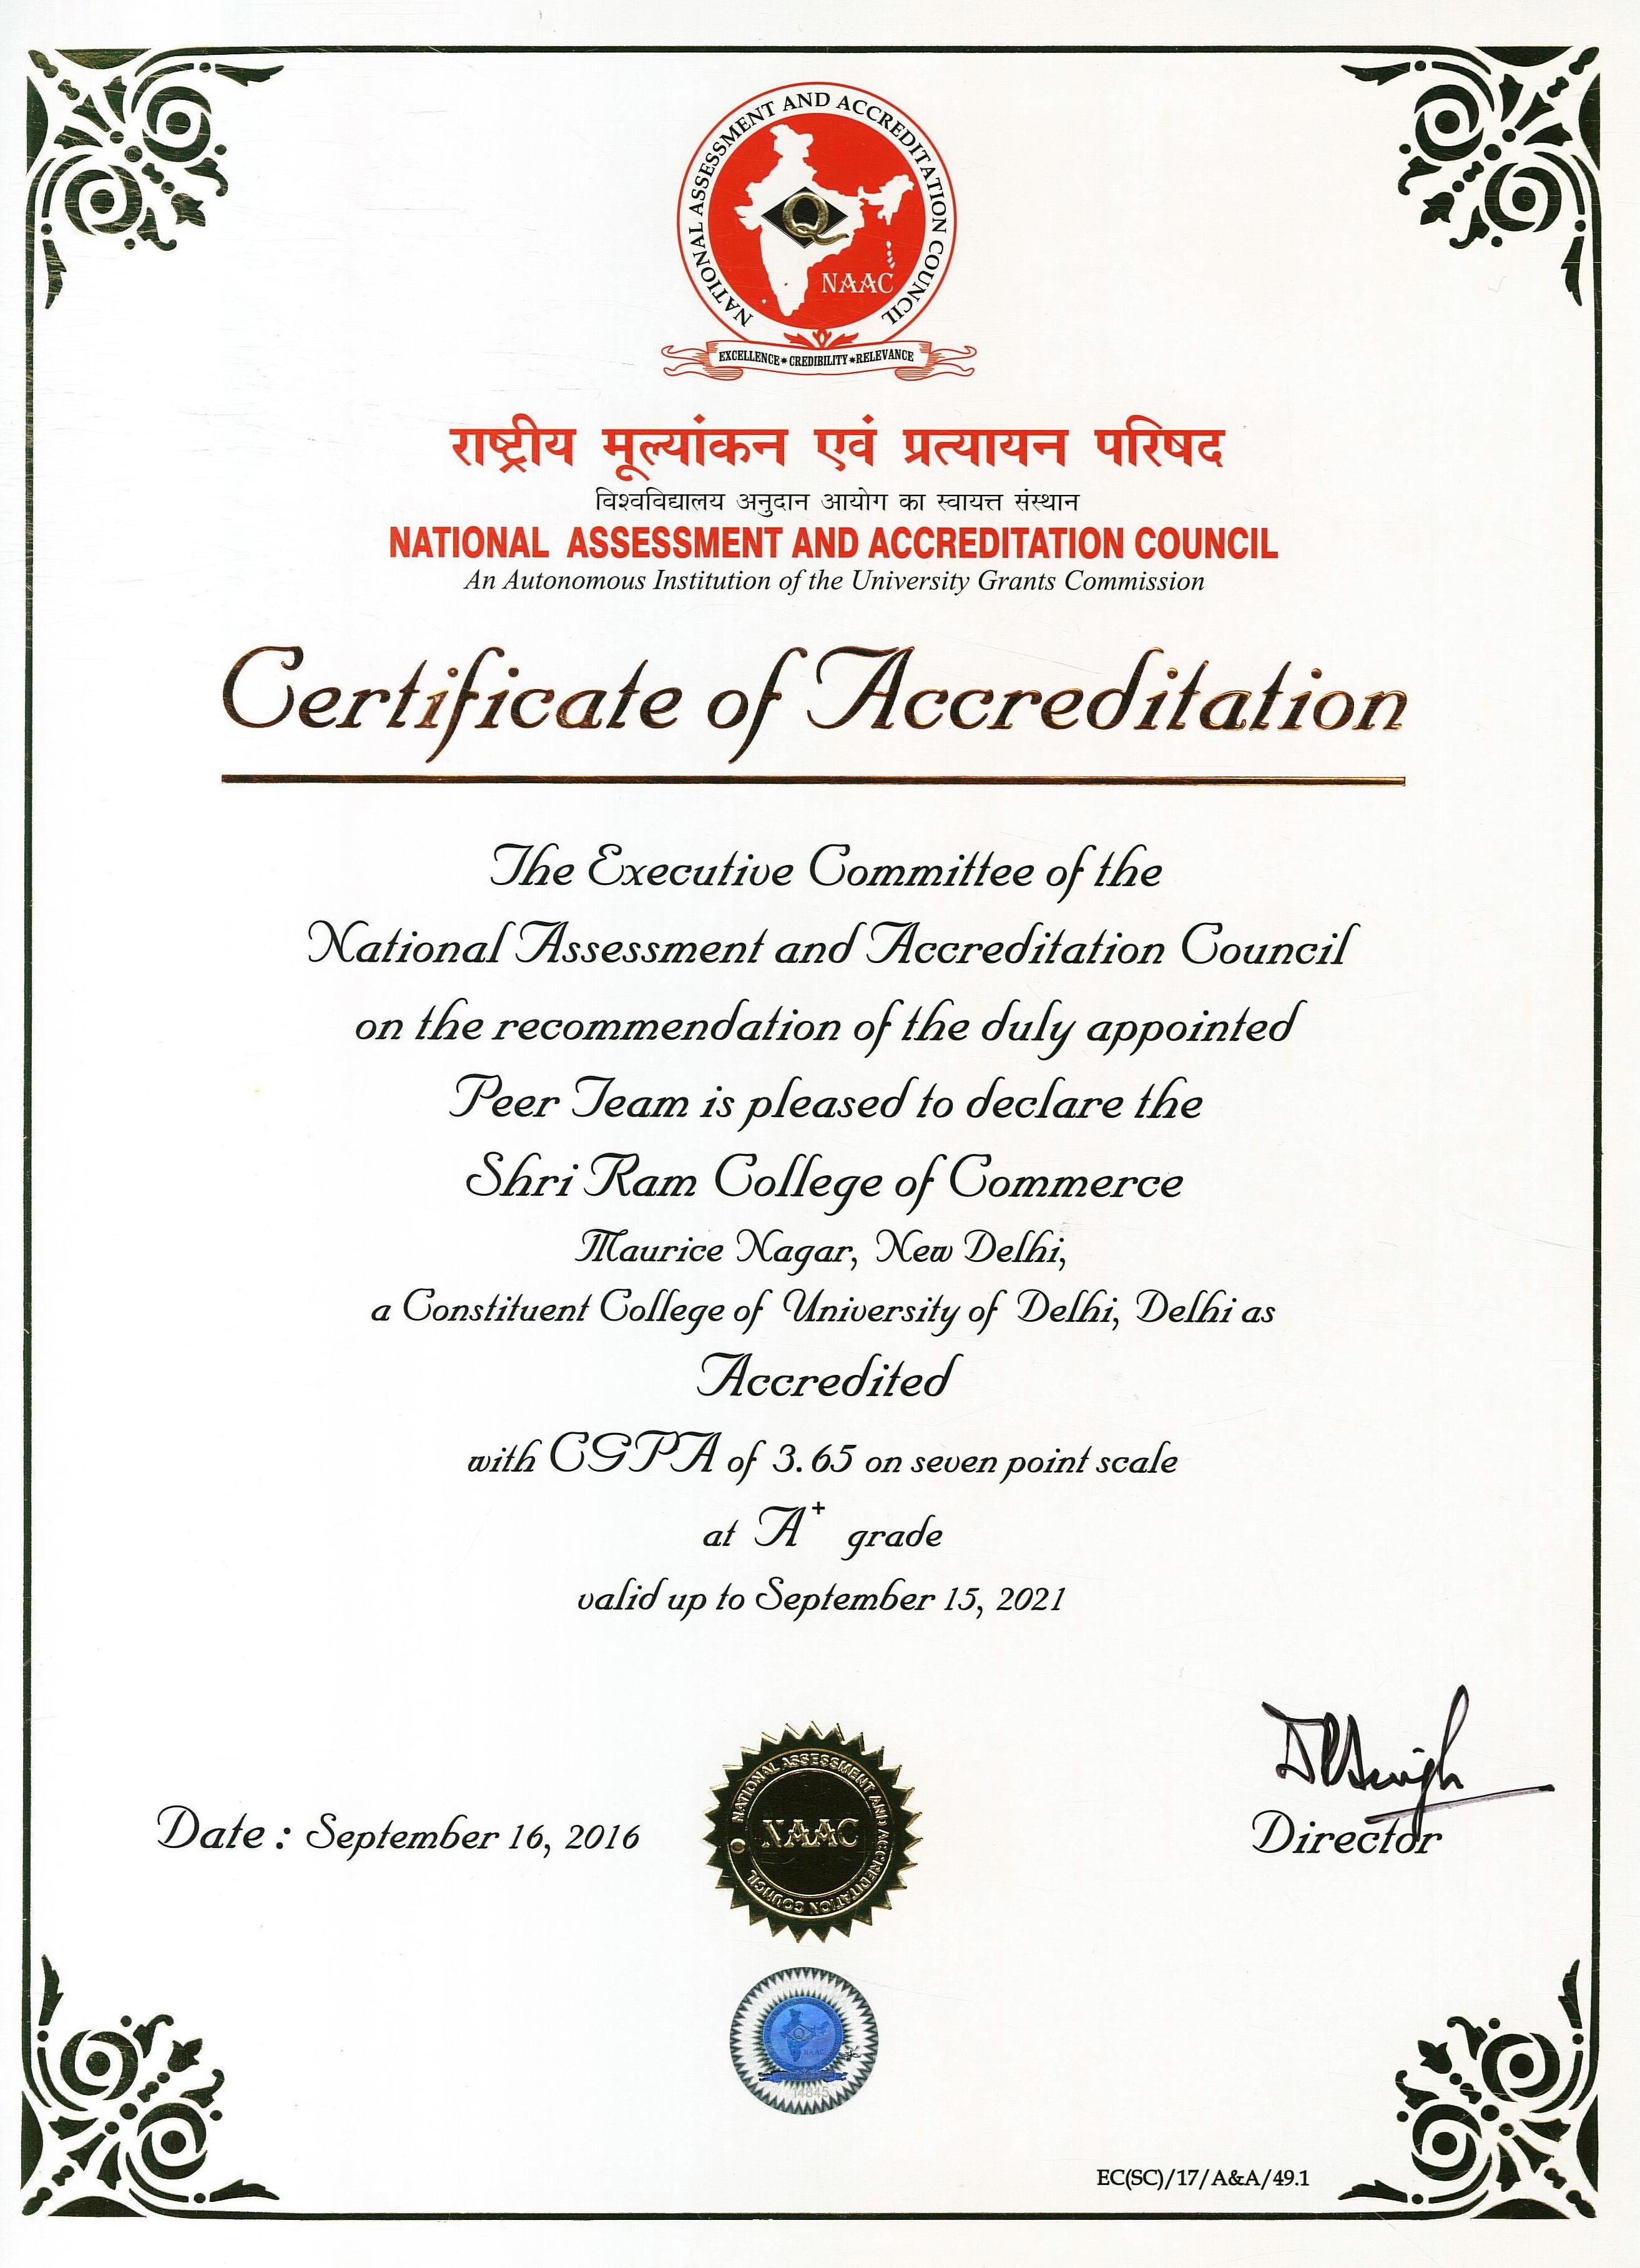 NATIONAL ASSESSMENT AND ACCREDITATION COUNCIL
Q
NAAC
EXCELLENCE * CREDIBILITY * RELEVANCE
राष्ट्रीय मूल्यांकन एवं प्रत्यायन परिषद
विश्वविद्यालय अनुदान आयोग का स्वायत्त संस्थान
NATIONAL ASSESSMENT AND ACCREDITATION COUNCIL
An Autonomous Institution of the University Grants Commission
Certificate of Accreditation
The Executive Committee of the
National Assessment and Accreditation Council
on the recommendation of the duly appointed
Peer Team is pleased to declare the
Shri Ram College of Commerce
Maurice Nagar, New Delhi,
a Constituent College of University of Delhi, Delhi as
Accredited
with CGPA of 3.65 on seven point scale
at A⁺ grade
valid up to September 15, 2021
Date : September 16, 2016
NATIONAL ASSESSMENT AND ACCREDITATION COUNCIL
NAAC
Director
Q
NAAC
EC(SC)/17/A&A/49.1